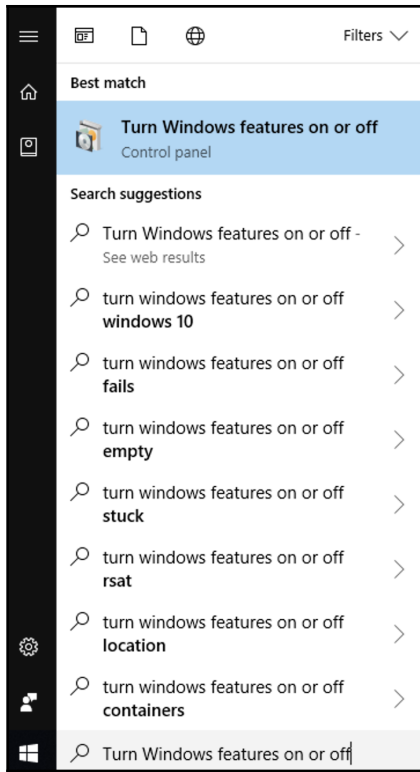 Filters
Best match
Turn Windows features on or off
Control panel
Search suggestions
Turn Windows features on or off -
See web results
turn windows features on or off
windows 10
turn windows features on or off
fails
turn windows features on or off
empty
turn windows features on or off
stuck
turn windows features on or off
rsat
turn windows features on or off
location
turn windows features on or off
containers
Turn Windows features on or off